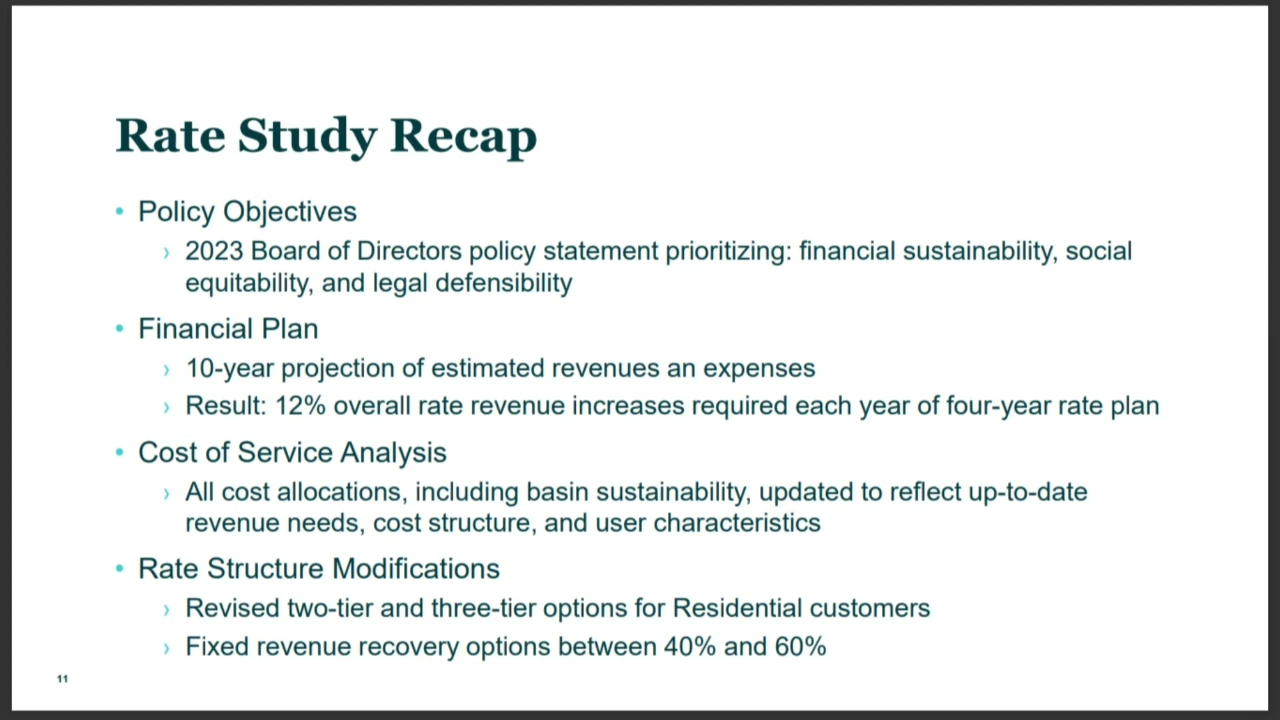 Rate Study Recap
• Policy Objectives
› 2023 Board of Directors policy statement prioritizing: financial sustainability, social
equitability, and legal defensibility
• Financial Plan
› 10-year projection of estimated revenues an expenses
› Result: 12% overall rate revenue increases required each year of four-year rate plan
• Cost of Service Analysis
› All cost allocations, including basin sustainability, updated to reflect up-to-date
revenue needs, cost structure, and user characteristics
• Rate Structure Modifications
› Revised two-tier and three-tier options for Residential customers
› Fixed revenue recovery options between 40% and 60%
11